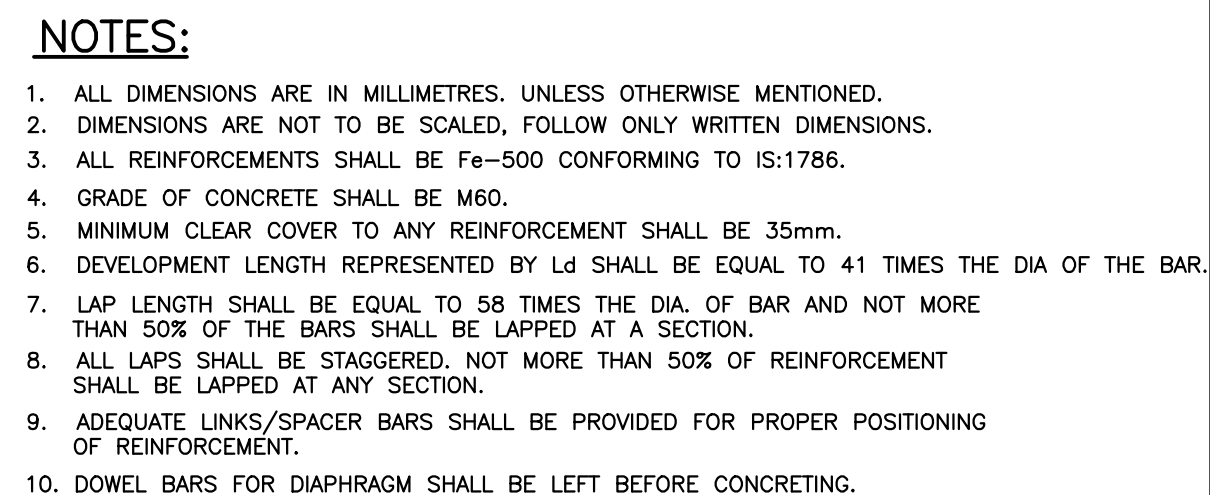 NOTES:
1. ALL DIMENSIONS ARE IN MILLIMETRES. UNLESS OTHERWISE MENTIONED.
2. DIMENSIONS ARE NOT TO BE SCALED, FOLLOW ONLY WRITTEN DIMENSIONS.
3. ALL REINFORCEMENTS SHALL BE Fe-500 CONFORMING TO IS:1786.
4. GRADE OF CONCRETE SHALL BE M60.
5. MINIMUM CLEAR COVER TO ANY REINFORCEMENT SHALL BE 35mm.
6. DEVELOPMENT LENGTH REPRESENTED BY Ld SHALL BE EQUAL TO 41 TIMES THE DIA OF THE BAR.
7. LAP LENGTH SHALL BE EQUAL TO 58 TIMES THE DIA. OF BAR AND NOT MORE
THAN 50% OF THE BARS SHALL BE LAPPED AT A SECTION.
8. ALL LAPS SHALL BE STAGGERED. NOT MORE THAN 50% OF REINFORCEMENT
SHALL BE LAPPED AT ANY SECTION.
9. ADEQUATE LINKS/SPACER BARS SHALL BE PROVIDED FOR PROPER POSITIONING
OF REINFORCEMENT.
10. DOWEL BARS FOR DIAPHRAGM SHALL BE LEFT BEFORE CONCRETING.